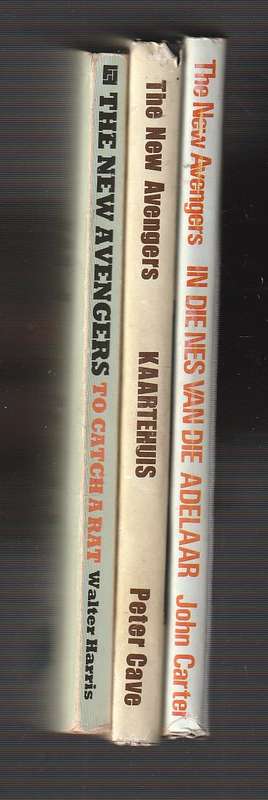 THE NEW AVENGERS TO CATCH A RAT Walter Harris
The New Avengers KAARTEHUIS Peter Cave
The New Avengers IN DIE NES VAN DIE ADELAAR John Carter